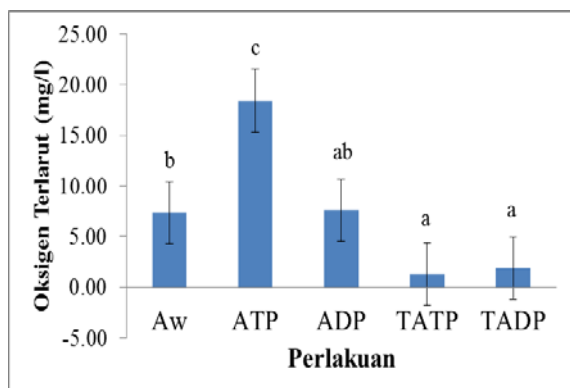 Oksigen Terlarut (mg/l)
25.00
20.00
15.00
10.00
5.00
0.00
-5.00
b
c
ab
a
a
Aw ATP ADP TATP TADP
Perlakuan